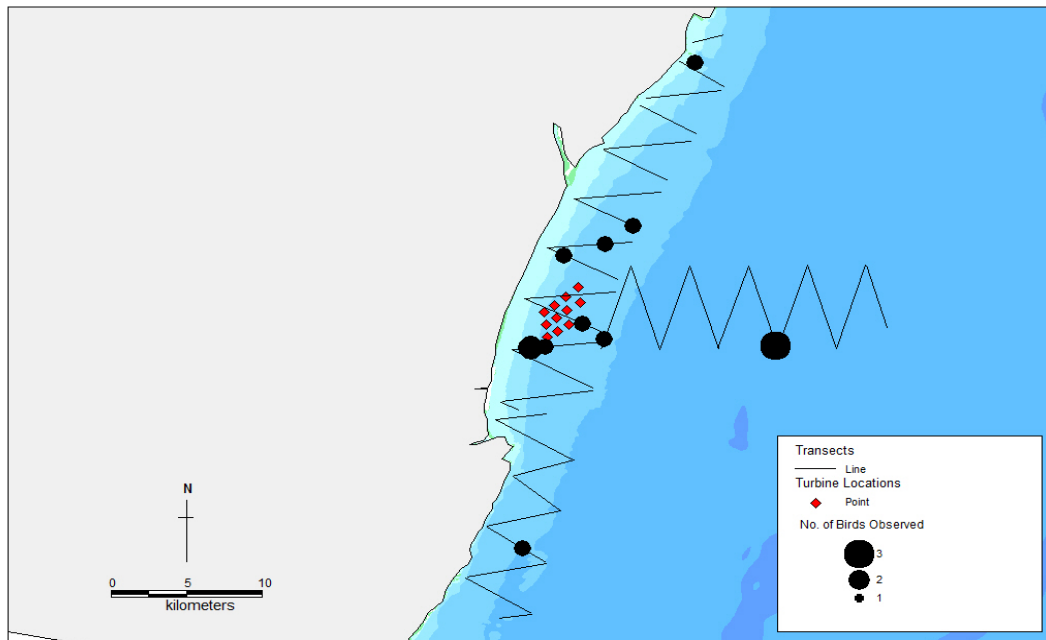 N
0 5 10
kilometers
Transects
Line
Turbine Locations
Point
No. of Birds Observed
3
2
1